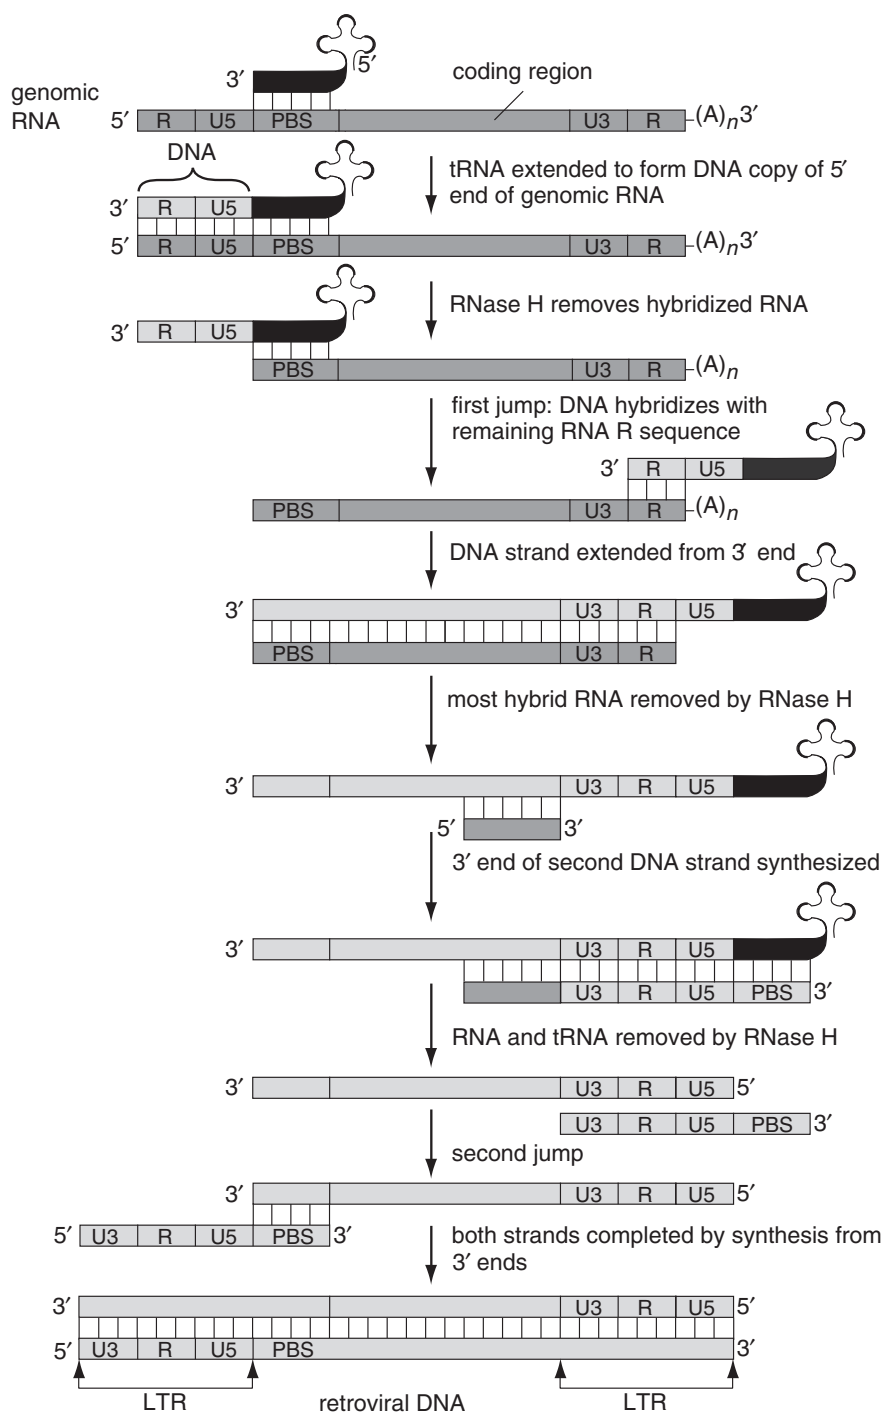 3′ 5′
coding region
genomic
RNA 5′ R U5 PBS U3 R (A)n3′
DNA
tRNA extended to form DNA copy of 5′
end of genomic RNA
3′ R U5
5′ R U5 PBS U3 R (A)n3′
RNase H removes hybridized RNA
3′ R U5
PBS U3 R (A)n
first jump: DNA hybridizes with
remaining RNA R sequence
3′ R U5
PBS U3 R (A)n
DNA strand extended from 3′ end
3′ U3 R U5
PBS U3 R
most hybrid RNA removed by RNase H
3′ U3 R U5
5′ 3′
3′ end of second DNA strand synthesized
3′ U3 R U5
U3 R U5 PBS 3′
RNA and tRNA removed by RNase H
3′ U3 R U5 5′
U3 R U5 PBS 3′
second jump
3′ U3 R U5 5′
5′ U3 R U5 PBS 3′
both strands completed by synthesis from
3′ ends
3′ U3 R U5 5′
5′ U3 R U5 PBS 3′
LTR retroviral DNA LTR